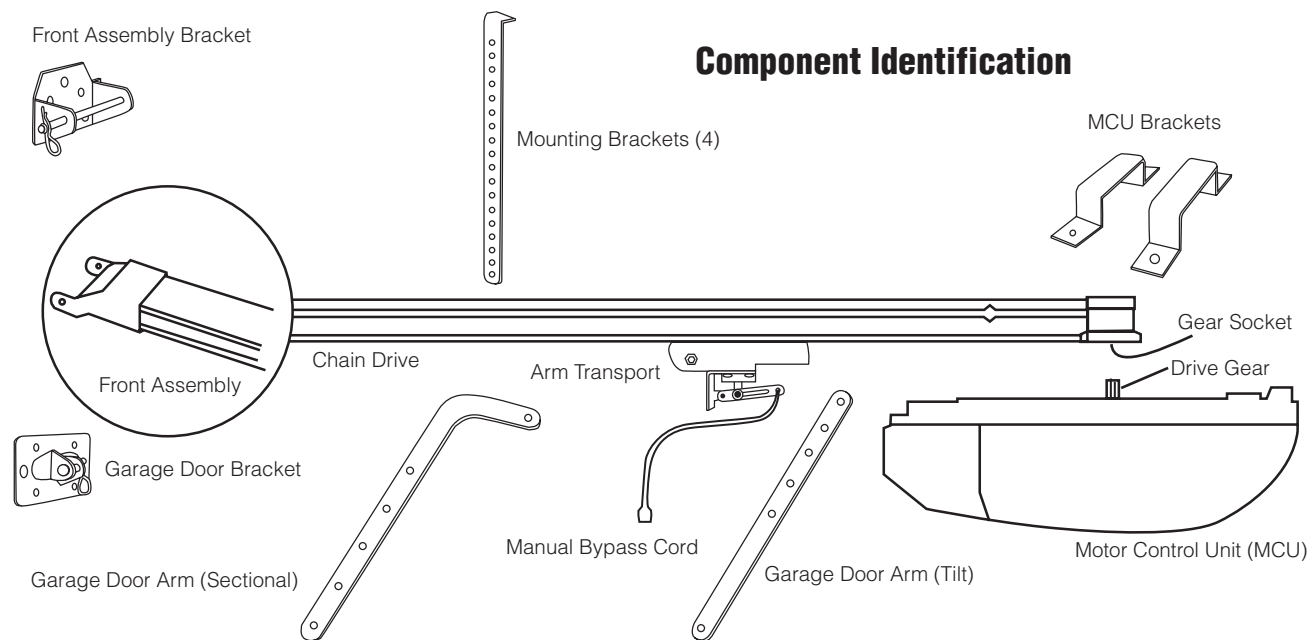 Component Identification
Front Assembly Bracket
Mounting Brackets (4)
MCU Brackets
Gear Socket
Drive Gear
Chain Drive
Arm Transport
Front Assembly
Garage Door Bracket
Manual Bypass Cord
Motor Control Unit (MCU)
Garage Door Arm (Sectional)
Garage Door Arm (Tilt)